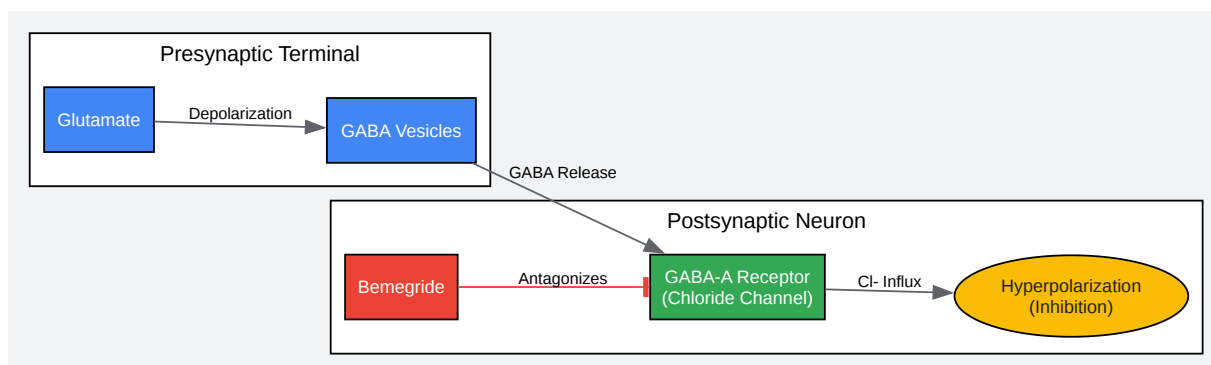 Presynaptic Terminal
Glutamate
Depolarization
GABA Vesicles
GABA Release
Postsynaptic Neuron
Bemegride
Antagonizes
GABA-A Receptor
(Chloride Channel)
Cl- Influx
Hyperpolarization
(Inhibition)